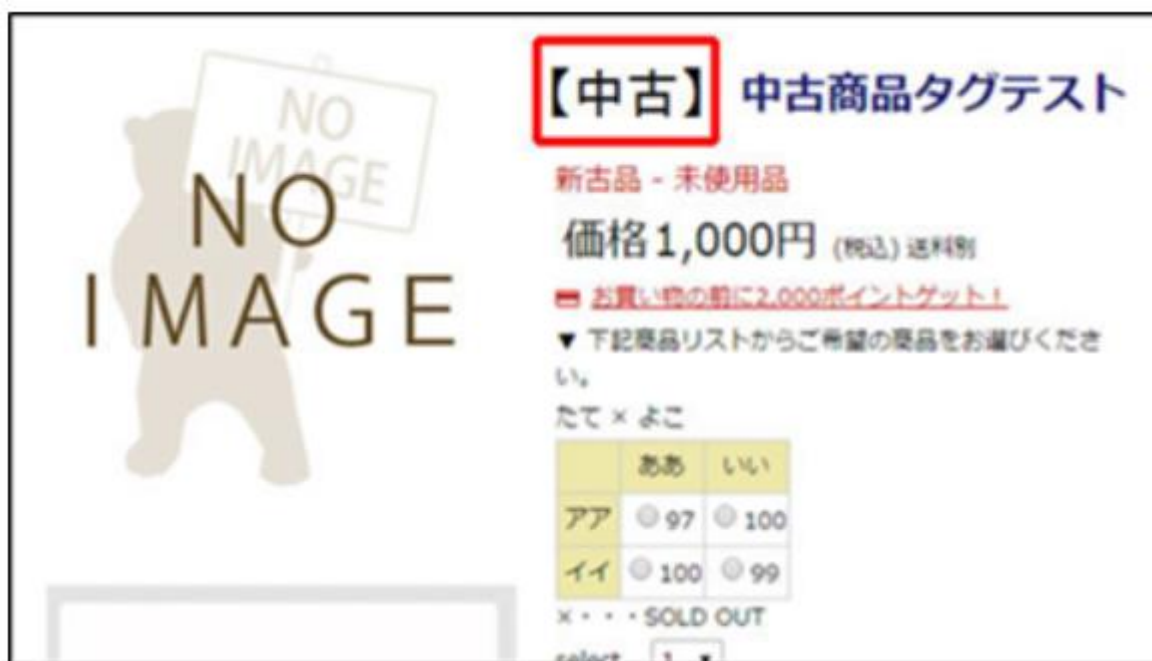 NO
IMAGE
NO
IMAGE
【中古】 中古商品タグテスト
新古品 - 未使用品
価格1,000円 (税込) 送料別
お買い物の前に2,000ポイントゲット！
▼ 下記商品リストからご希望の商品をお選びくださ
い。
たて × よこ
ああ いい
アア 97 100
イイ 100 99
×・・・SOLD OUT
select 1 ▼